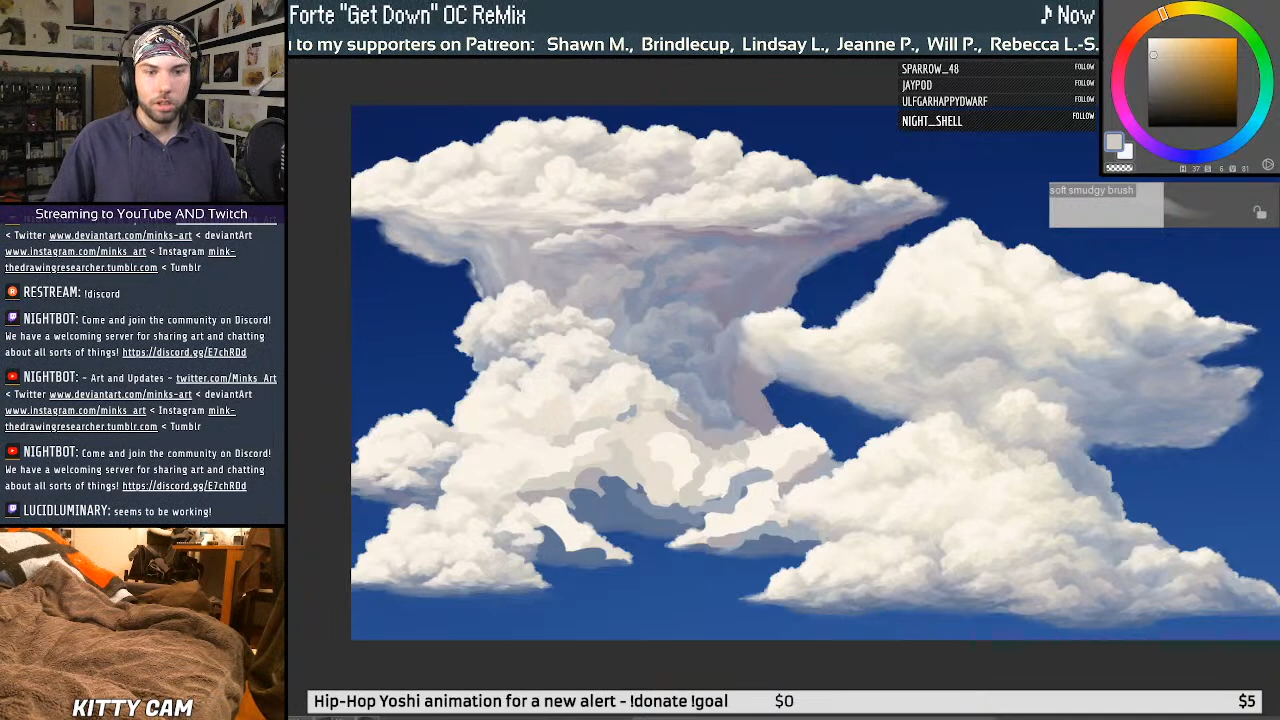 Forte "Get Down" OC ReMix
♪ Now
to my supporters on Patreon: Shawn M., Brindlecup, Lindsay L., Jeanne P., Will P., Rebecca L.-S.
SPARROW_48 FOLLOW
JAYPOD FOLLOW
ULFGARHAPPYDWARF FOLLOW
NIGHT_SHELL FOLLOW
H 37 S 6 V 81
soft smudgy brush
Streaming to YouTube AND Twitch
< Twitter www.deviantart.com/minks-art < deviantArt
www.instagram.com/minks_art < Instagram mink-
thedrawingresearcher.tumblr.com < Tumblr
RESTREAM: !discord
NIGHTBOT: Come and join the community on Discord!
We have a welcoming server for sharing art and chatting
about all sorts of things! https://discord.gg/E7chRDd
NIGHTBOT: - Art and Updates - twitter.com/Minks_Art
< Twitter www.deviantart.com/minks-art < deviantArt
www.instagram.com/minks_art < Instagram mink-
thedrawingresearcher.tumblr.com < Tumblr
NIGHTBOT: Come and join the community on Discord!
We have a welcoming server for sharing art and chatting
about all sorts of things! https://discord.gg/E7chRDd
LUCIDLUMINARY: seems to be working!
KITTY CAM
Hip-Hop Yoshi animation for a new alert - !donate !goal $0 $5